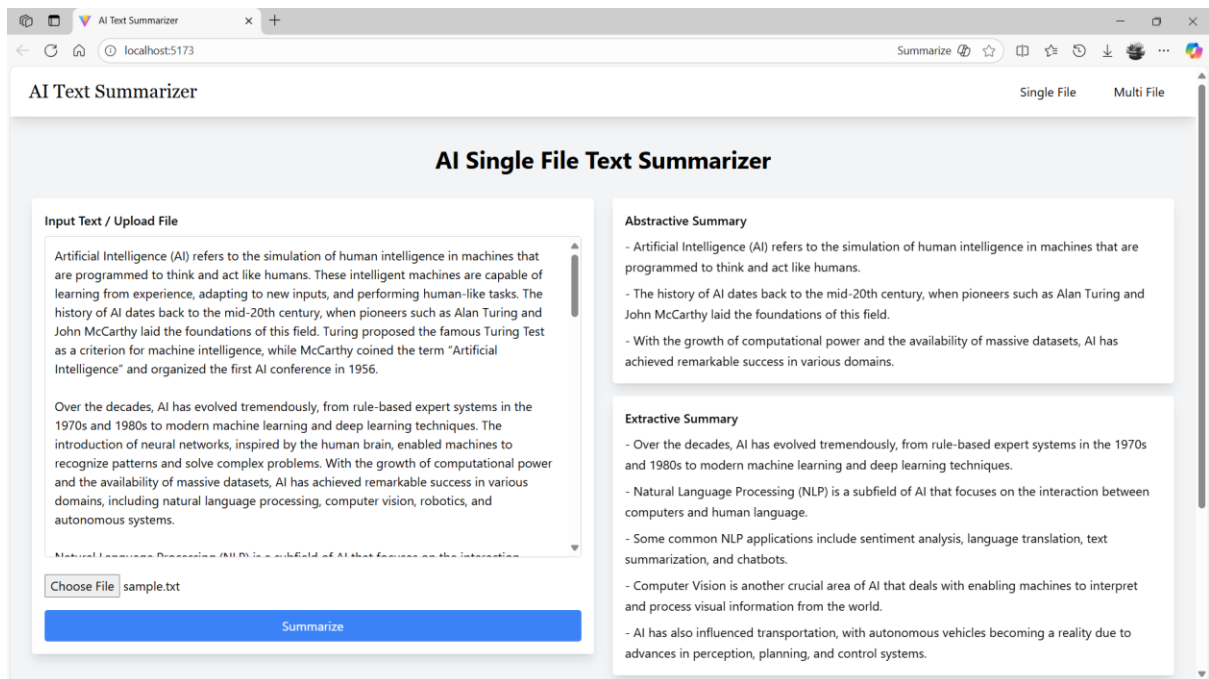 AI Text Summarizer
localhost:5173
Summarize
AI Text Summarizer
Single File
Multi File
AI Single File Text Summarizer
Input Text / Upload File
Artificial Intelligence (AI) refers to the simulation of human intelligence in machines that
are programmed to think and act like humans. These intelligent machines are capable of
learning from experience, adapting to new inputs, and performing human-like tasks. The
history of AI dates back to the mid-20th century, when pioneers such as Alan Turing and
John McCarthy laid the foundations of this field. Turing proposed the famous Turing Test
as a criterion for machine intelligence, while McCarthy coined the term “Artificial
Intelligence” and organized the first AI conference in 1956.
Over the decades, AI has evolved tremendously, from rule-based expert systems in the
1970s and 1980s to modern machine learning and deep learning techniques. The
introduction of neural networks, inspired by the human brain, enabled machines to
recognize patterns and solve complex problems. With the growth of computational power
and the availability of massive datasets, AI has achieved remarkable success in various
domains, including natural language processing, computer vision, robotics, and
autonomous systems.
Natural Language Processing (NLP) is a subfield of AI that focuses on the interaction
Choose File sample.txt
Summarize
Abstractive Summary
- Artificial Intelligence (AI) refers to the simulation of human intelligence in machines that are
programmed to think and act like humans.
- The history of AI dates back to the mid-20th century, when pioneers such as Alan Turing and
John McCarthy laid the foundations of this field.
- With the growth of computational power and the availability of massive datasets, AI has
achieved remarkable success in various domains.
Extractive Summary
- Over the decades, AI has evolved tremendously, from rule-based expert systems in the 1970s
and 1980s to modern machine learning and deep learning techniques.
- Natural Language Processing (NLP) is a subfield of AI that focuses on the interaction between
computers and human language.
- Some common NLP applications include sentiment analysis, language translation, text
summarization, and chatbots.
- Computer Vision is another crucial area of AI that deals with enabling machines to interpret
and process visual information from the world.
- AI has also influenced transportation, with autonomous vehicles becoming a reality due to
advances in perception, planning, and control systems.